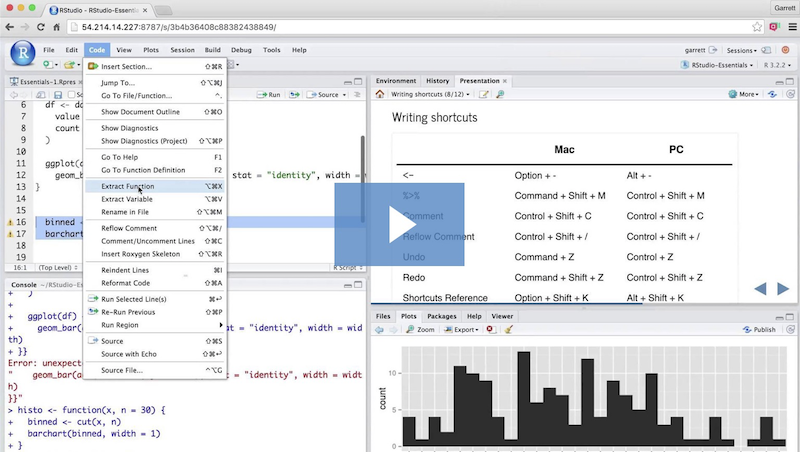 RStudio - RStudio-Essentia
Garrett
54.214.14.227:8787/s/3b4b36408c88382438849/
File Edit Code View Plots Session Build Debug Tools Help
garrett
Sessions
RStudio-Essentials
R 3.2.2
Essentials-1.Rpres
Run
Source
6 df <- da
7 value
8 count
9 )
10
11 ggplot(
12 geom_b
stat = "identity", width =
13 }
14
15
16 binned <-
17 barchar
18
16:1 (Top Level)
R Script
Insert Section... ⇧⌘R
Jump To... ⇧⌥⌘J
Go To File/Function... ^.
Show Document Outline ⇧⌘O
Show Diagnostics
Show Diagnostics (Project) ⇧⌥⌘P
Go To Help F1
Go To Function Definition F2
Extract Function ⌥⌘X
Extract Variable ⌥⌘V
Rename in File ⇧⌥⌘M
Reflow Comment ⇧⌘/
Comment/Uncomment Lines ⇧⌘C
Insert Roxygen Skeleton ⇧⌥⌘R
Reindent Lines ⌘I
Reformat Code ⇧⌘A
Run Selected Line(s) ⌘↩
Re-Run Previous ⇧⌘P
Run Region
Source ⇧⌘S
Source with Echo ⇧⌘↩
Source File... ^⌥G
Console ~/RStudio-Es
+ )
+
+ ggplot(df)
+ geom_bar(
at = "identity", width = wid
th)
+ }}
Error: unexpec
" geom_bar(a
at = "identity", width = widt
h)
}}"
> histo <- function(x, n = 30) {
+ binned <- cut(x, n)
+ barchart(binned, width = 1)
+ }
Environment History Presentation
Writing shortcuts (8/12)
More
Writing shortcuts
Mac PC
<- Option + - Alt + -
%>% Command + Shift + M Control + Shift + M
Comment Control + Shift + C Control + Shift + C
Reflow Comment Control + Shift + / Control + Shift + /
Undo Command + Z Control + Z
Redo Command + Shift + Z Control + Shift + Z
Shortcuts Reference Option + Shift + K Alt + Shift + K
Files Plots Packages Help Viewer
Zoom Export
Publish
10
5
0
count